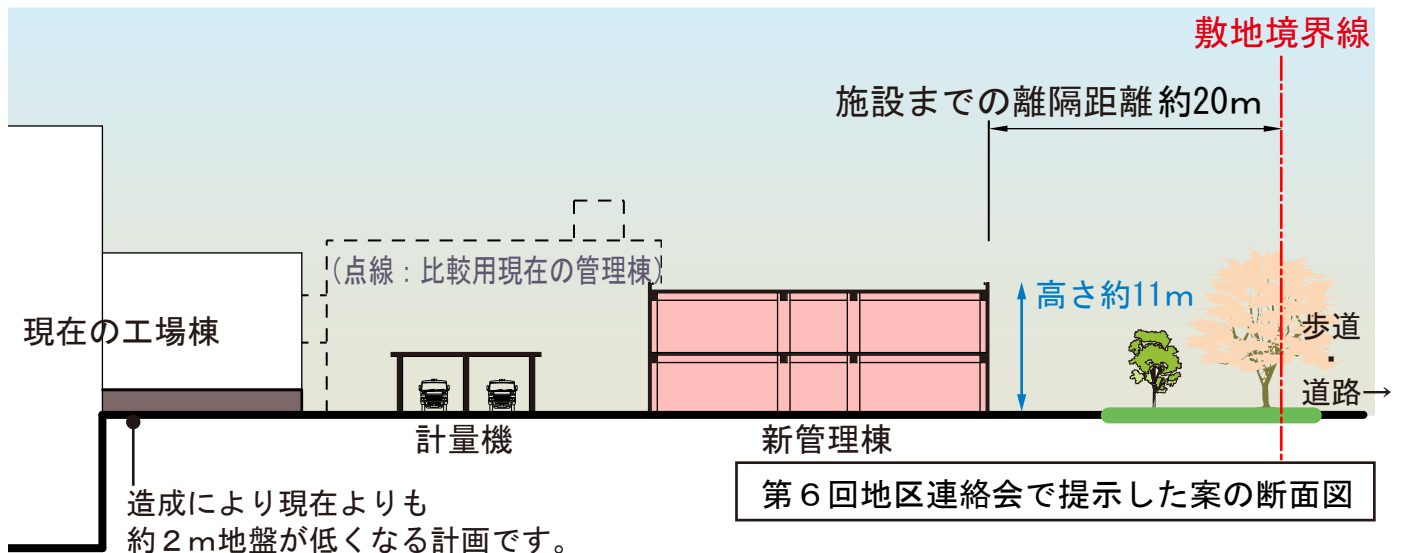 敷地境界線
施設までの離隔距離約20m
(点線：比較用現在の管理棟)
高さ約11m
現在の工場棟
歩道
・
道路→
計量機
新管理棟
第６回地区連絡会で提示した案の断面図
造成により現在よりも
約２ｍ地盤が低くなる計画です。